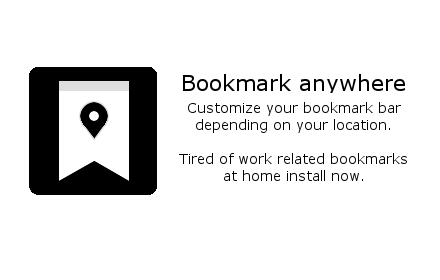 Bookmark anywhere
Customize your bookmark bar
depending on your location.
Tired of work related bookmarks
at home install now.